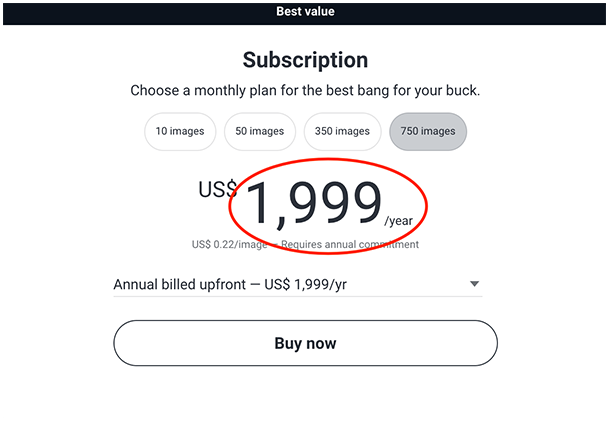 Best value
Subscription
Choose a monthly plan for the best bang for your buck.
10 images 50 images 350 images 750 images
US$ 1,999 /year
US$ 0.22/image – Requires annual commitment
Annual billed upfront — US$ 1,999/yr
Buy now